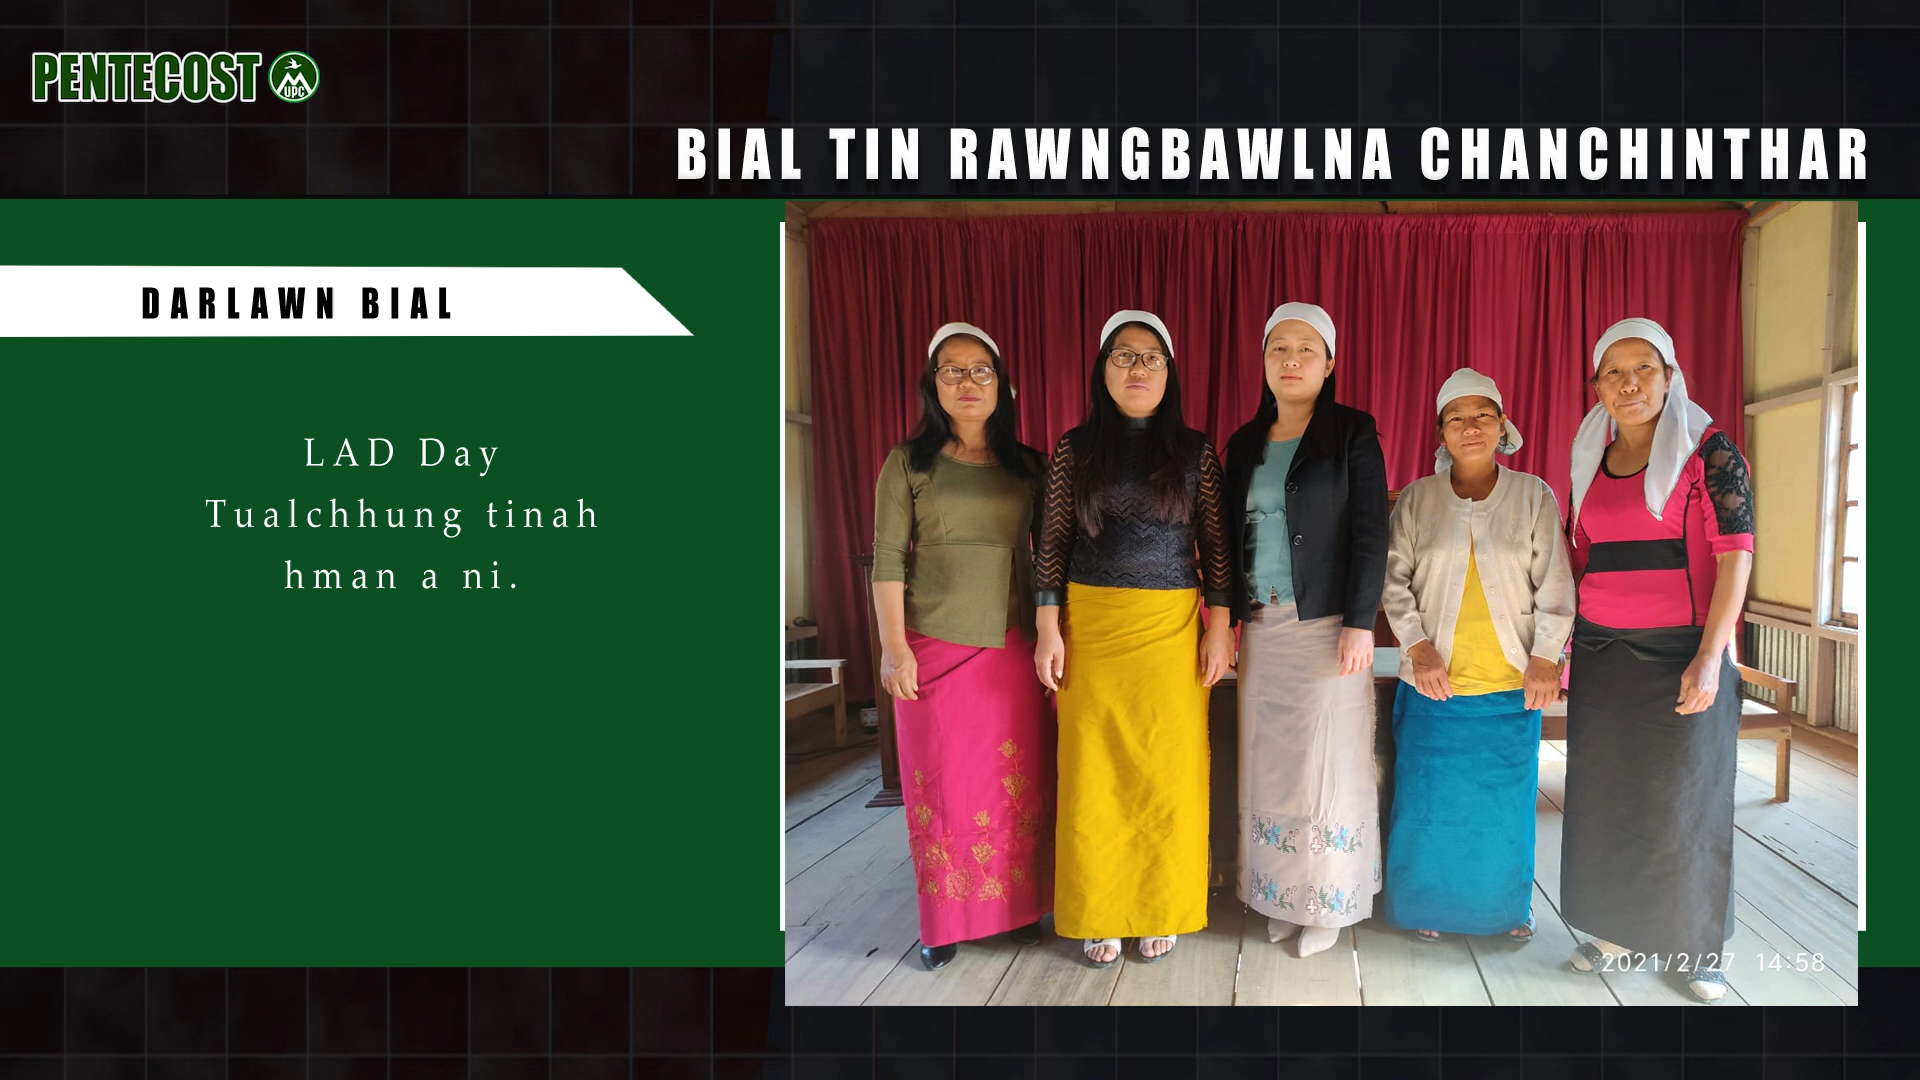 PENTECOST
UPC
BIAL TIN RAWNGBAWLNA CHANCHINTHAR
DARLAWN BIAL
LAD Day
Tualchhung tinah
hman a ni.
2021/2/27 14:58